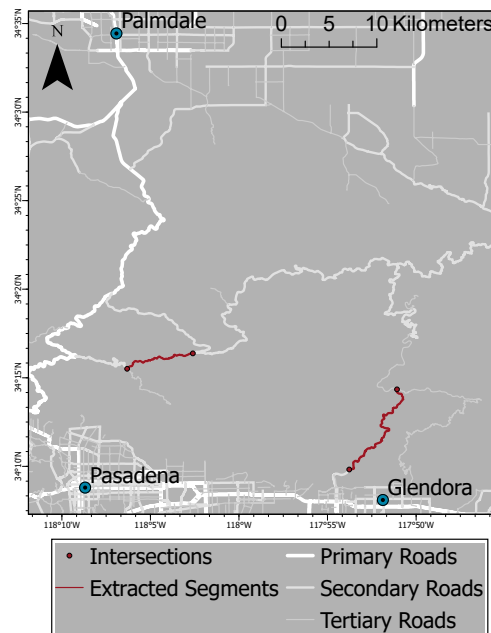 Palmdale
N
0 5 10 Kilometers
34°35'N
34°30'N
34°25'N
34°20'N
34°15'N
34°10'N
Pasadena
Glendora
118°10'W 118°5'W 118°W 117°55'W 117°50'W
Intersections
Extracted Segments
Primary Roads
Secondary Roads
Tertiary Roads